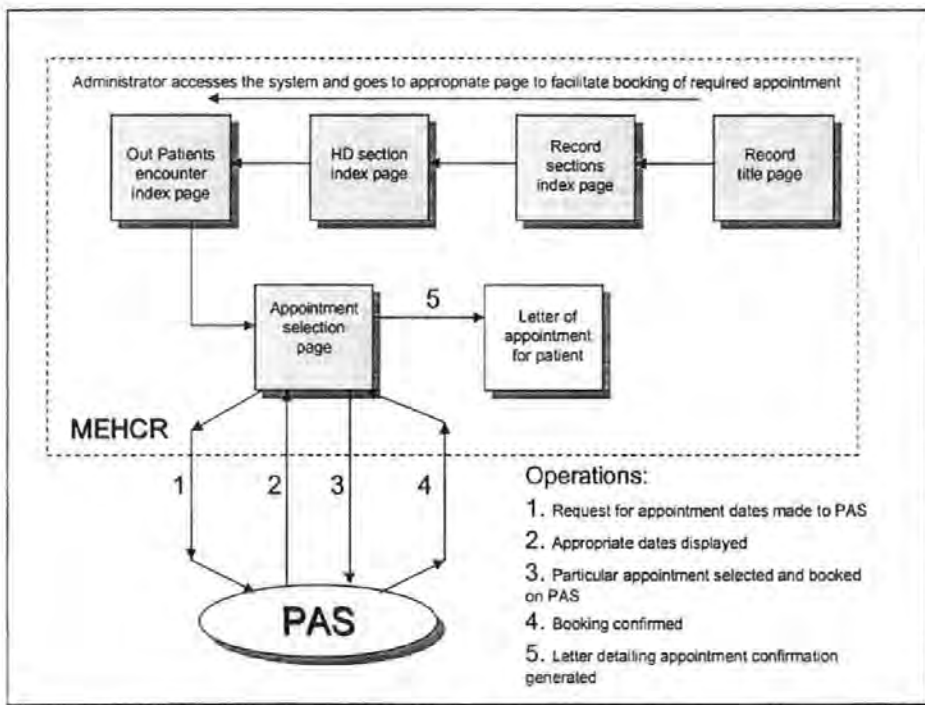 Administrator accesses the system and goes to appropriate page to facilitate booking of required appointment
Out Patients
encounter
index page
HD section
index page
Record
sections
index page
Record
title page
Appointment
selection
page
5
Letter of
appointment
for patient
MEHCR
1
2
3
4
PAS
Operations:
1. Request for appointment dates made to PAS
2. Appropriate dates displayed
3. Particular appointment selected and booked
on PAS
4. Booking confirmed
5. Letter detailing appointment confirmation
generated